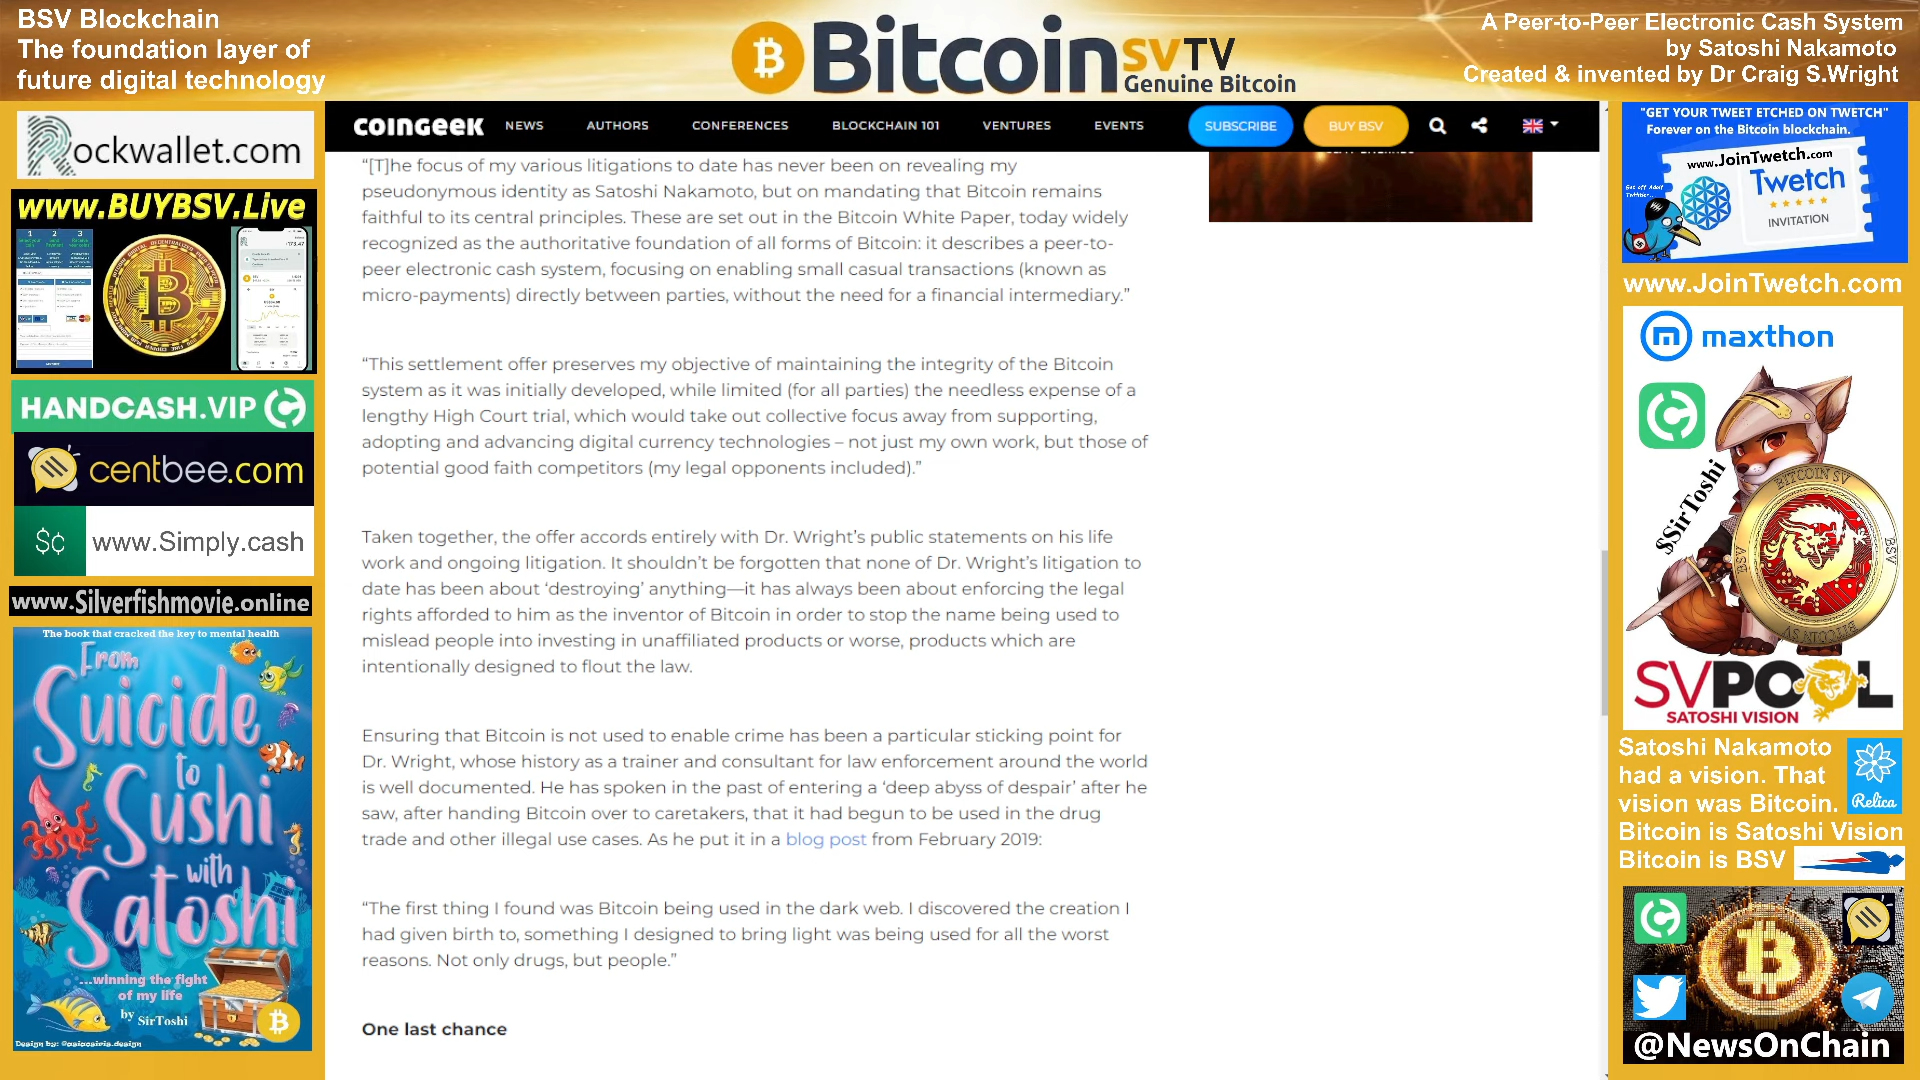 BSV Blockchain
The foundation layer of
future digital technology
Bitcoin SVTV
Genuine Bitcoin
A Peer-to-Peer Electronic Cash System
by Satoshi Nakamoto
Created & invented by Dr Craig S.Wright
Rockwallet.com
www.BUYBSV.Live
HANDCASH.VIP
centbee.com
$¢ www.Simply.cash
www.Silverfishmovie.online
The book that cracked the key to mental health
From
Suicide
to
Sushi
with
Satoshi
...winning the fight
of my life
by SirToshi
COINGEEK NEWS AUTHORS CONFERENCES BLOCKCHAIN 101 VENTURES EVENTS SUBSCRIBE BUY BSV
“[T]he focus of my various litigations to date has never been on revealing my
pseudonymous identity as Satoshi Nakamoto, but on mandating that Bitcoin remains
faithful to its central principles. These are set out in the Bitcoin White Paper, today widely
recognized as the authoritative foundation of all forms of Bitcoin: it describes a peer-to-
peer electronic cash system, focusing on enabling small casual transactions (known as
micro-payments) directly between parties, without the need for a financial intermediary.”
“This settlement offer preserves my objective of maintaining the integrity of the Bitcoin
system as it was initially developed, while limited (for all parties) the needless expense of a
lengthy High Court trial, which would take out collective focus away from supporting,
adopting and advancing digital currency technologies – not just my own work, but those of
potential good faith competitors (my legal opponents included).”
Taken together, the offer accords entirely with Dr. Wright’s public statements on his life
work and ongoing litigation. It shouldn’t be forgotten that none of Dr. Wright’s litigation to
date has been about ‘destroying’ anything—it has always been about enforcing the legal
rights afforded to him as the inventor of Bitcoin in order to stop the name being used to
mislead people into investing in unaffiliated products or worse, products which are
intentionally designed to flout the law.
Ensuring that Bitcoin is not used to enable crime has been a particular sticking point for
Dr. Wright, whose history as a trainer and consultant for law enforcement around the world
is well documented. He has spoken in the past of entering a ‘deep abyss of despair’ after he
saw, after handing Bitcoin over to caretakers, that it had begun to be used in the drug
trade and other illegal use cases. As he put it in a blog post from February 2019:
“The first thing I found was Bitcoin being used in the dark web. I discovered the creation I
had given birth to, something I designed to bring light was being used for all the worst
reasons. Not only drugs, but people.”
One last chance
"GET YOUR TWEET ETCHED ON TWETCH"
Forever on the Bitcoin blockchain.
www.JoinTwetch.com
Twetch
INVITATION
www.JoinTwetch.com
maxthon
$SirToshi
BITCOIN SV
BSV
BSV
BITCOIN SV
SVPOOL
SATOSHI VISION
Satoshi Nakamoto
had a vision. That
vision was Bitcoin.
Relica
Bitcoin is Satoshi Vision
Bitcoin is BSV
@NewsOnChain